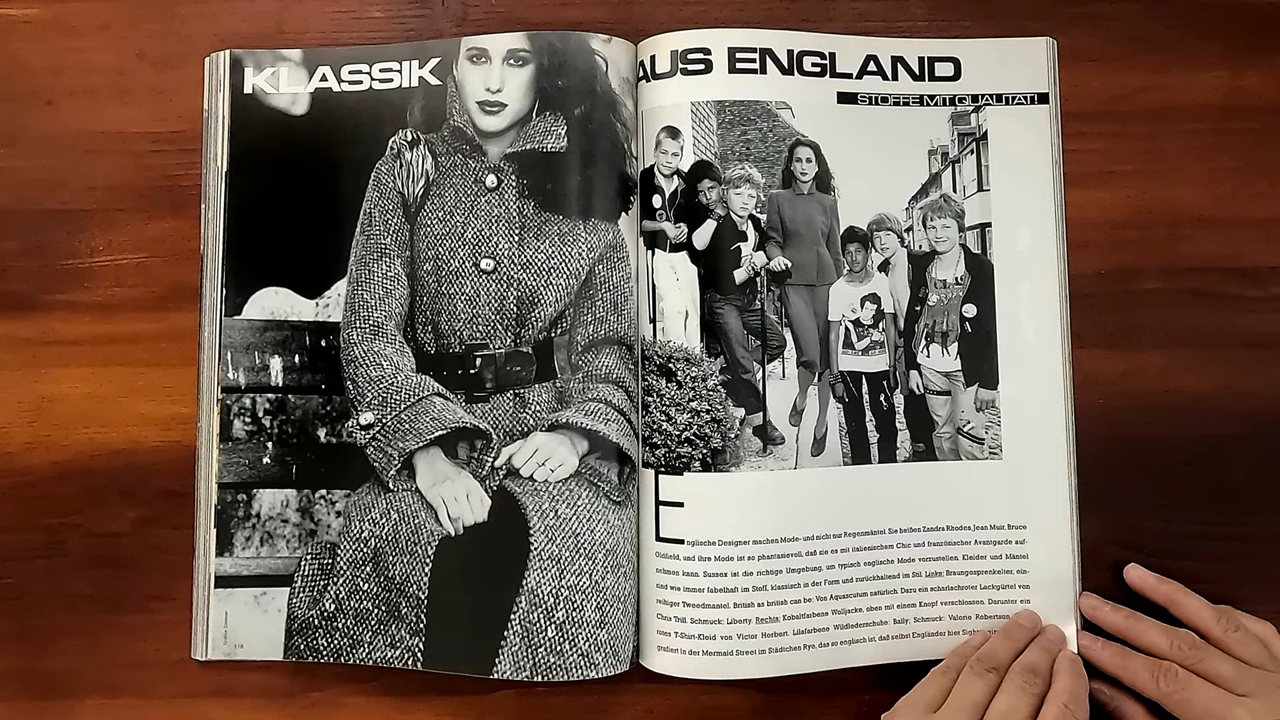 KLASSIK AUS ENGLAND
STOFFE MIT QUALITÄT!
Englische Designer machen Mode- und nicht nur Regenmäntel. Sie heißen Zandra Rhodes, Jean Muir, Bruce
Oldfield, und ihre Mode ist so phantasievoll, daß sie es mit italienischem Chic und französischer Avantgarde auf-
nehmen kann. Sussex ist die richtige Umgebung, um typisch englische Mode vorzustellen. Kleider und Mäntel
sind wie immer fabelhaft im Stoff, klassisch in der Form und zurückhaltend im Stil. Links: Braungesprenkelter, ein-
reihiger Tweedmantel. British as british can be: Von Aquascutum natürlich. Dazu ein scharlachroter Lackgürtel von
Chris Trill. Schmuck: Liberty. Rechts: Kobaltfarbene Wolljacke, oben mit einem Knopf verschlossen. Darunter ein
rotes T-Shirt-Kleid von Victor Herbert. Lilafarbene Wildlederschuhe: Bally; Schmuck: Valerie Robertson.
grafiert in der Mermaid Street im Städtchen Rye, das so englisch ist, daß selbst Engländer hier
118